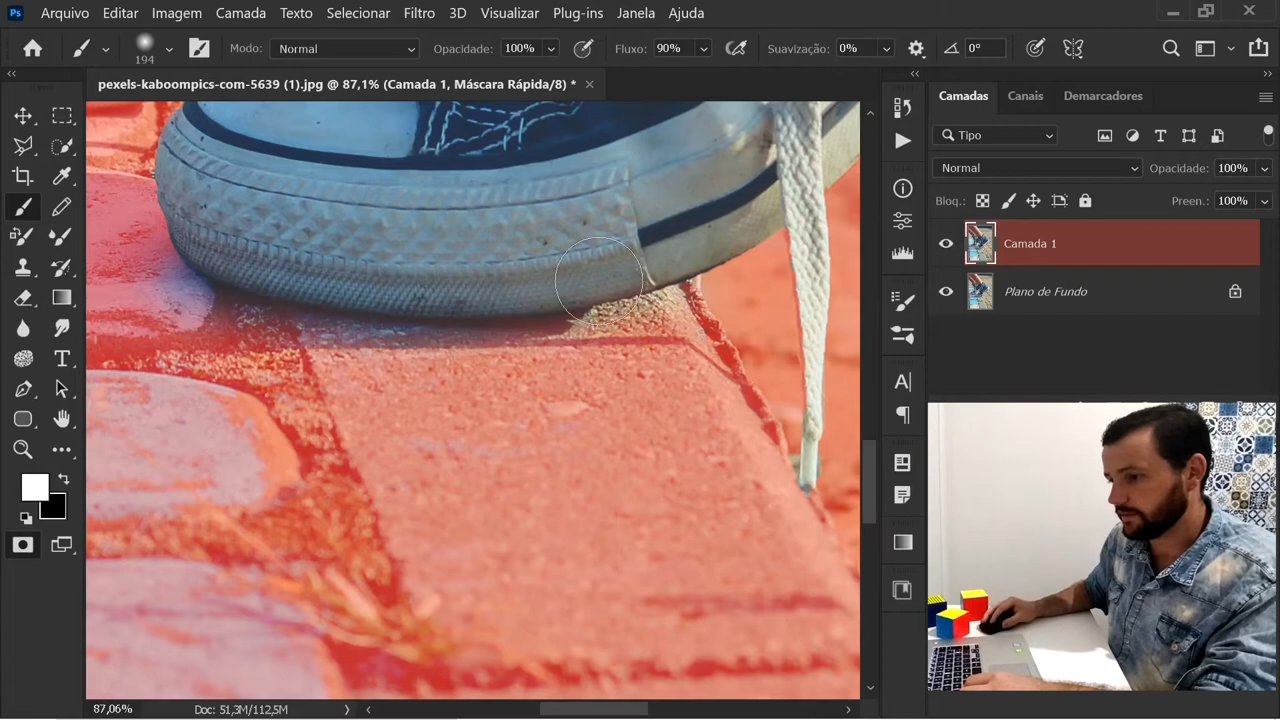 Ps Arquivo Editar Imagem Camada Texto Selecionar Filtro 3D Visualizar Plug-ins Janela Ajuda
194 Modo: Normal Opacidade: 100% Fluxo: 90% Suavização: 0% 0°
pexels-kaboompics-com-5639 (1).jpg @ 87,1% (Camada 1, Máscara Rápida/8) *
Camadas Canais Demarcadores
Tipo
Normal Opacidade: 100%
Bloq.: Preen.: 100%
Camada 1
Plano de Fundo
87,06% Doc: 51,3M/112,5M